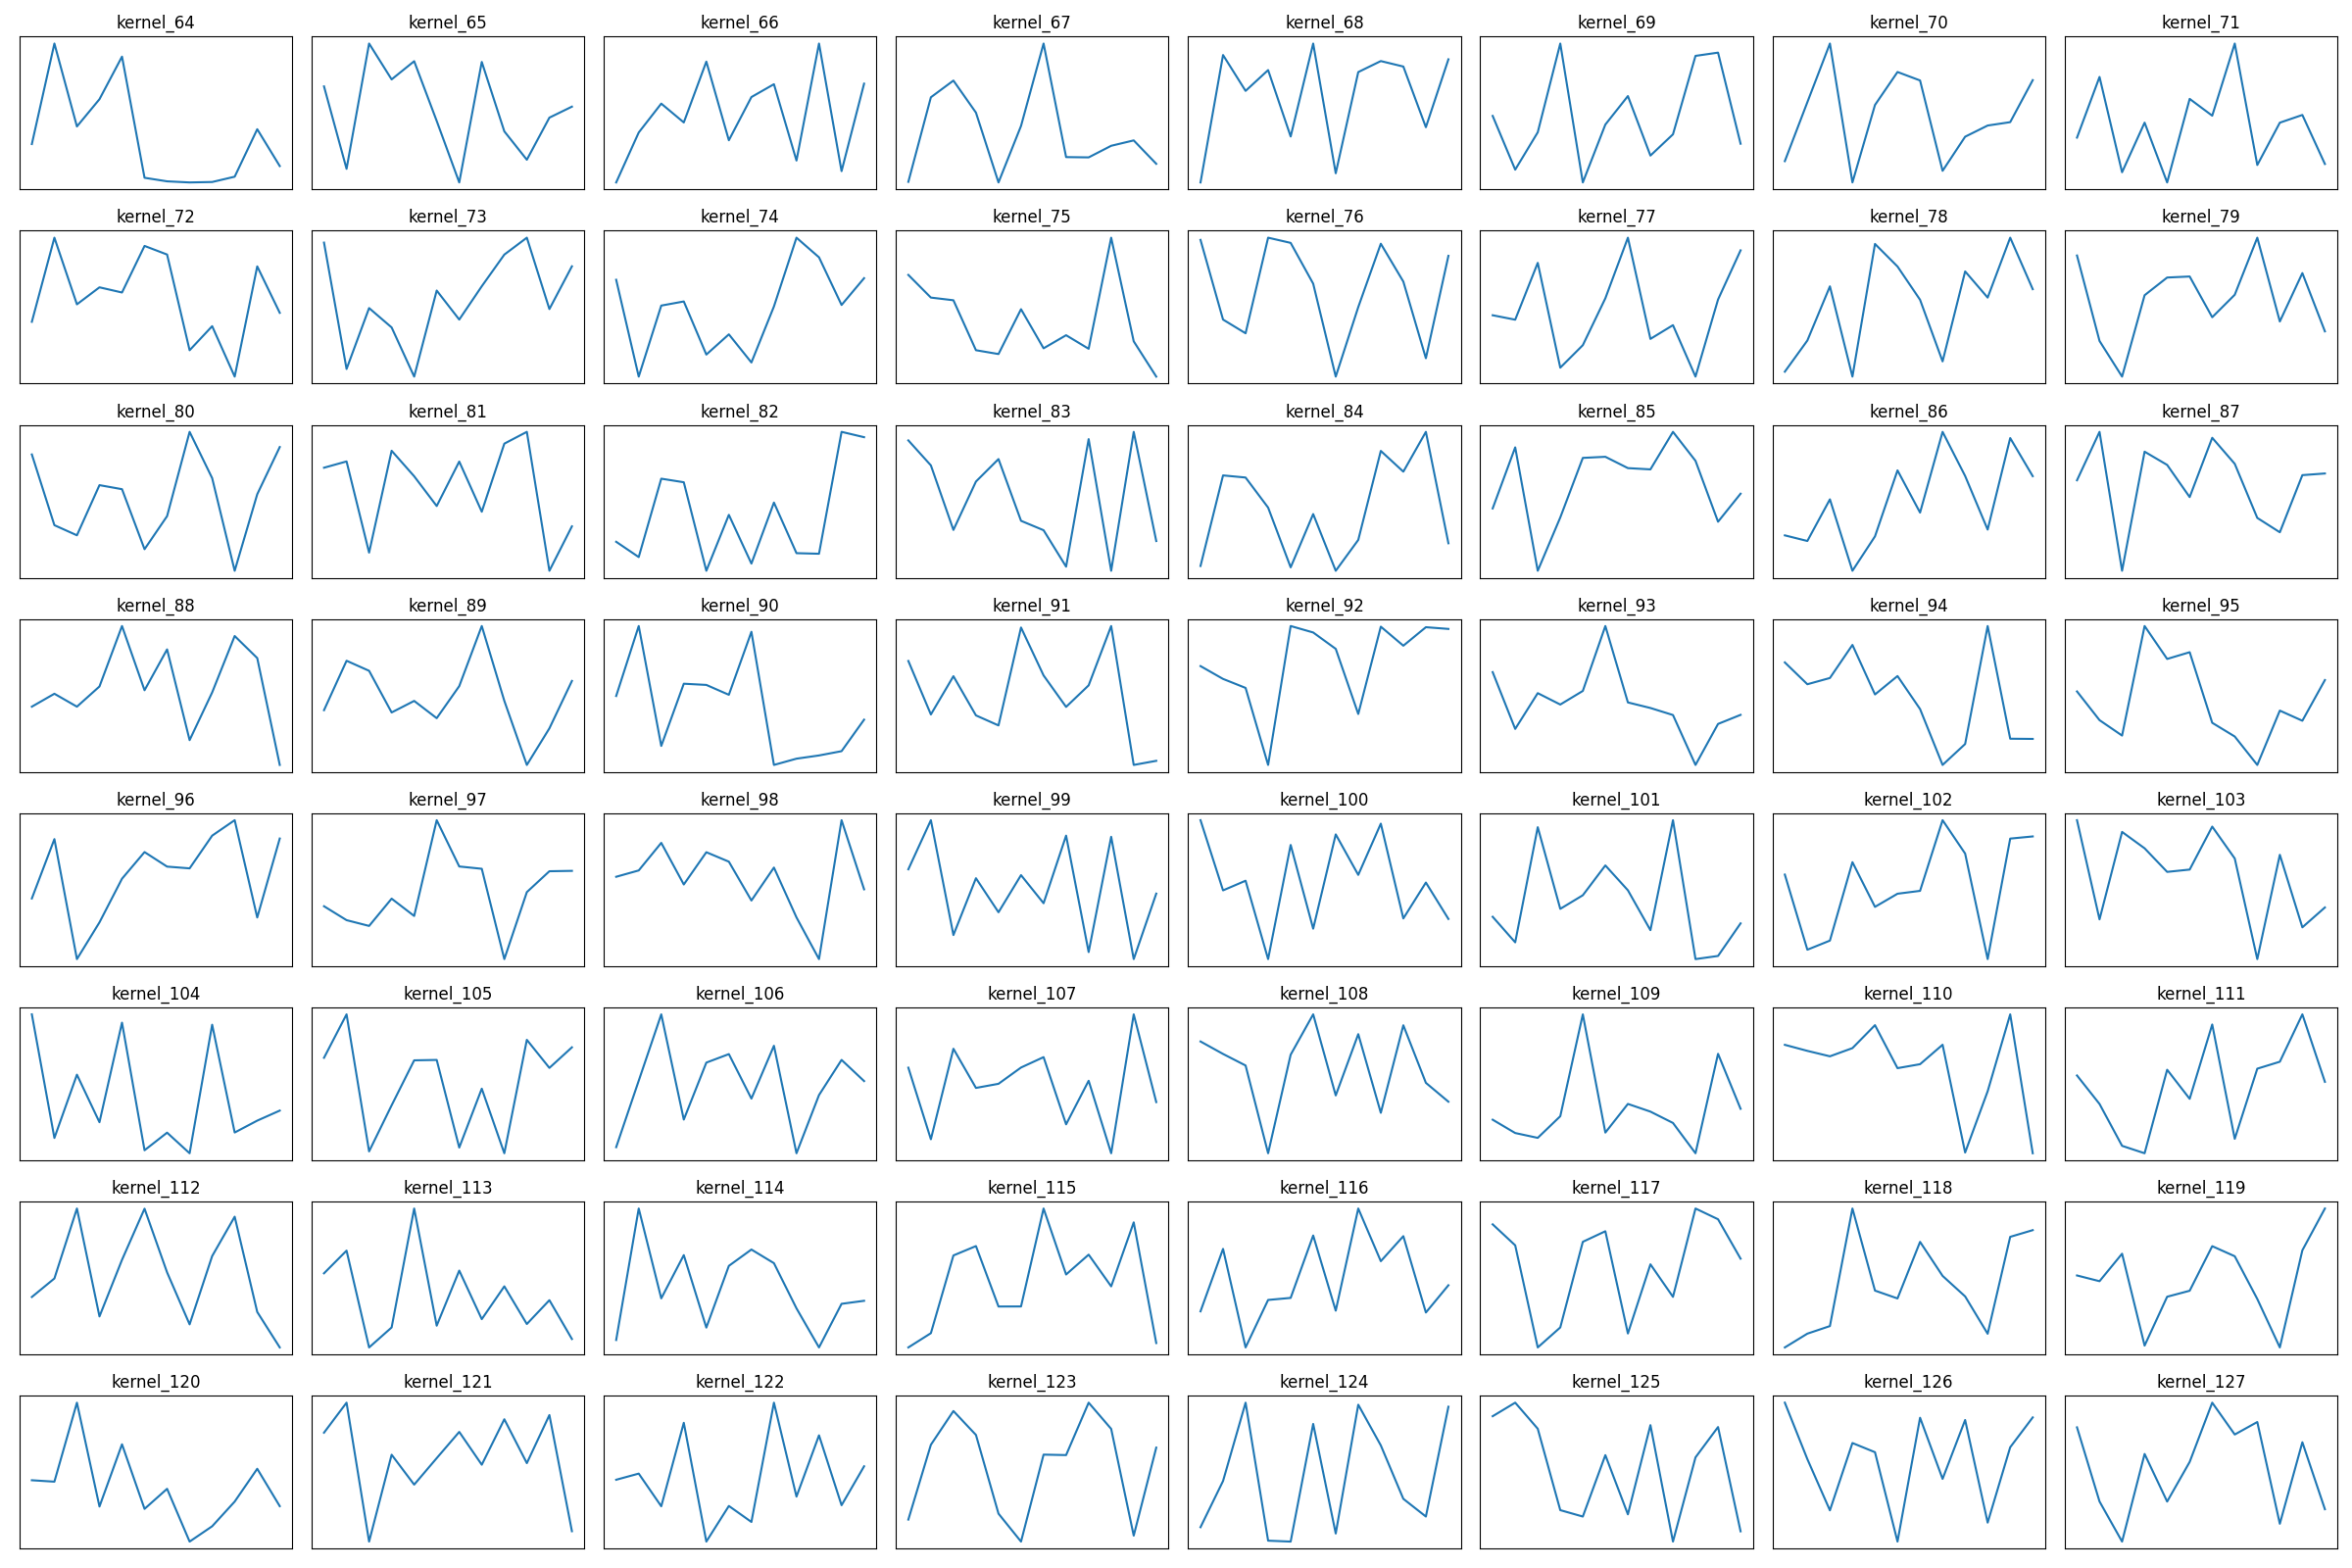 kernel_64 kernel_65 kernel_66 kernel_67 kernel_68 kernel_69 kernel_70 kernel_71
kernel_72 kernel_73 kernel_74 kernel_75 kernel_76 kernel_77 kernel_78 kernel_79
kernel_80 kernel_81 kernel_82 kernel_83 kernel_84 kernel_85 kernel_86 kernel_87
kernel_88 kernel_89 kernel_90 kernel_91 kernel_92 kernel_93 kernel_94 kernel_95
kernel_96 kernel_97 kernel_98 kernel_99 kernel_100 kernel_101 kernel_102 kernel_103
kernel_104 kernel_105 kernel_106 kernel_107 kernel_108 kernel_109 kernel_110 kernel_111
kernel_112 kernel_113 kernel_114 kernel_115 kernel_116 kernel_117 kernel_118 kernel_119
kernel_120 kernel_121 kernel_122 kernel_123 kernel_124 kernel_125 kernel_126 kernel_127